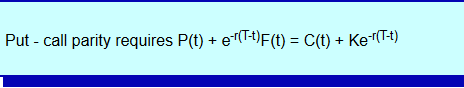 Put - call parity requires P(t) + e-r(T-t)F(t) = C(t) + Ke-r(T-t)